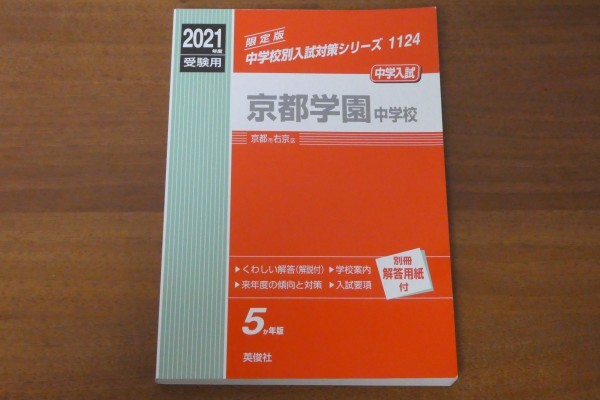 2021年度
受験用
限定版
中学校別入試対策シリーズ 1124
中学入試
京都学園中学校
京都市右京区
▶くわしい解答(解説付) ▶学校案内
▶来年度の傾向と対策 ▶入試要項
別冊
解答用紙
付
5か年版
英俊社